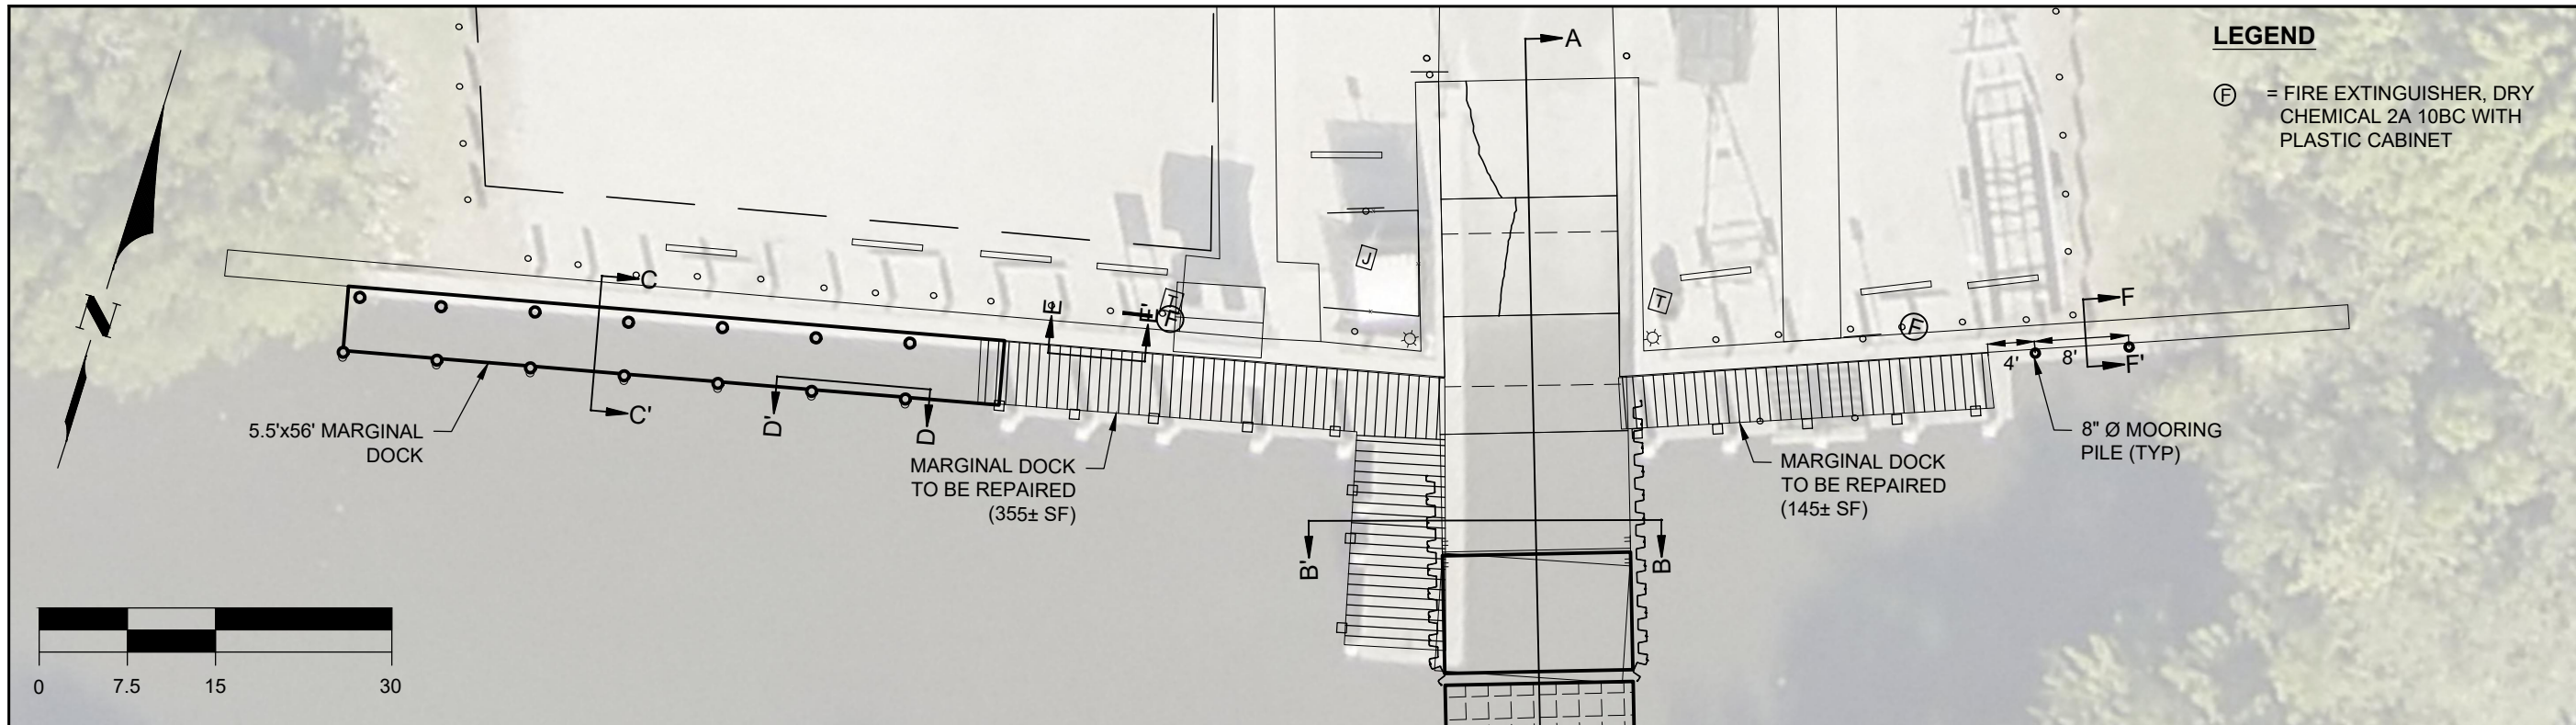 A
LEGEND
F
= FIRE EXTINGUISHER, DRY
CHEMICAL 2A 10BC WITH
PLASTIC CABINET
J
C
E
E'
T
F
T
F
F
N
4'
8'
F'
C'
D'
D
5.5'x56' MARGINAL
DOCK
MARGINAL DOCK
TO BE REPAIRED
(355± SF)
MARGINAL DOCK
TO BE REPAIRED
(145± SF)
8" Ø MOORING
PILE (TYP)
B'
B
0 7.5 15 30